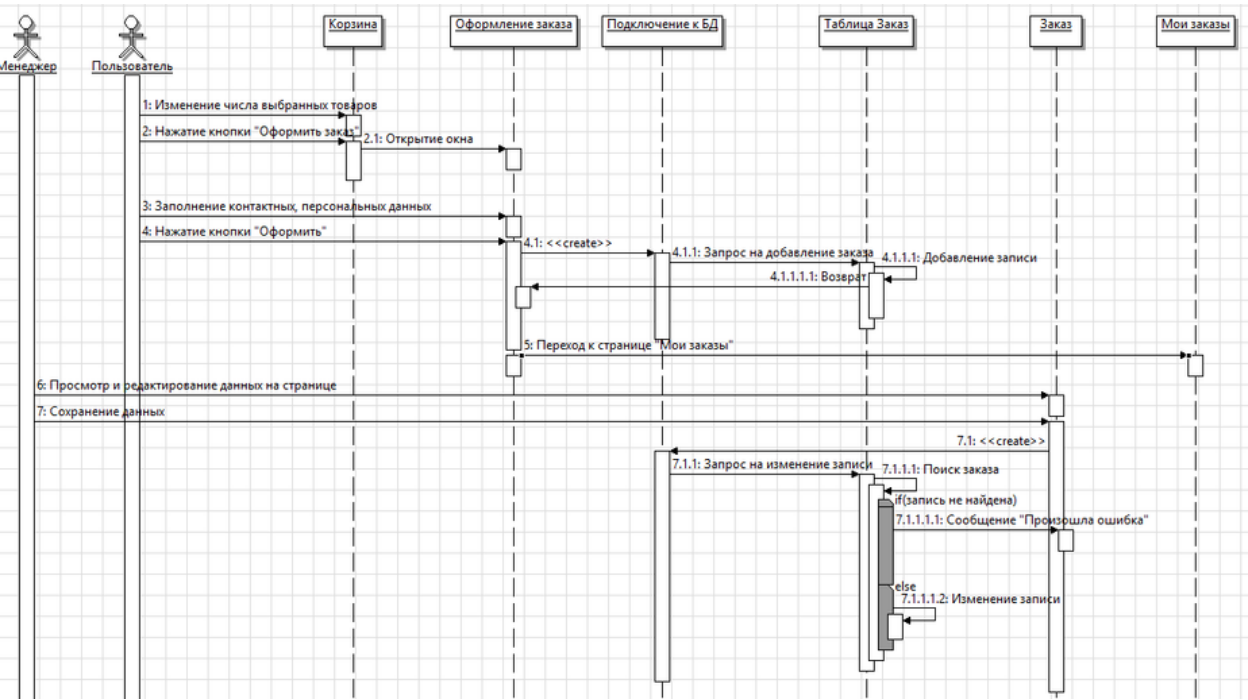 Корзина
Оформление заказа
Подключение к БД
Таблица Заказ
Заказ
Мои заказы
Менеджер
Пользователь
1: Изменение числа выбранных товаров
2: Нажатие кнопки "Оформить заказ"
2.1: Открытие окна
3: Заполнение контактных, персональных данных
4: Нажатие кнопки "Оформить"
4.1: <<create>>
4.1.1: Запрос на добавление заказа
4.1.1.1: Добавление записи
4.1.1.1.1: Возврат
5: Переход к странице "Мои заказы"
6: Просмотр и редактирование данных на странице
7: Сохранение данных
7.1: <<create>>
7.1.1: Запрос на изменение записи
7.1.1.1: Поиск заказа
if(запись не найдена)
7.1.1.1.1: Сообщение "Произошла ошибка"
else
7.1.1.1.2: Изменение записи